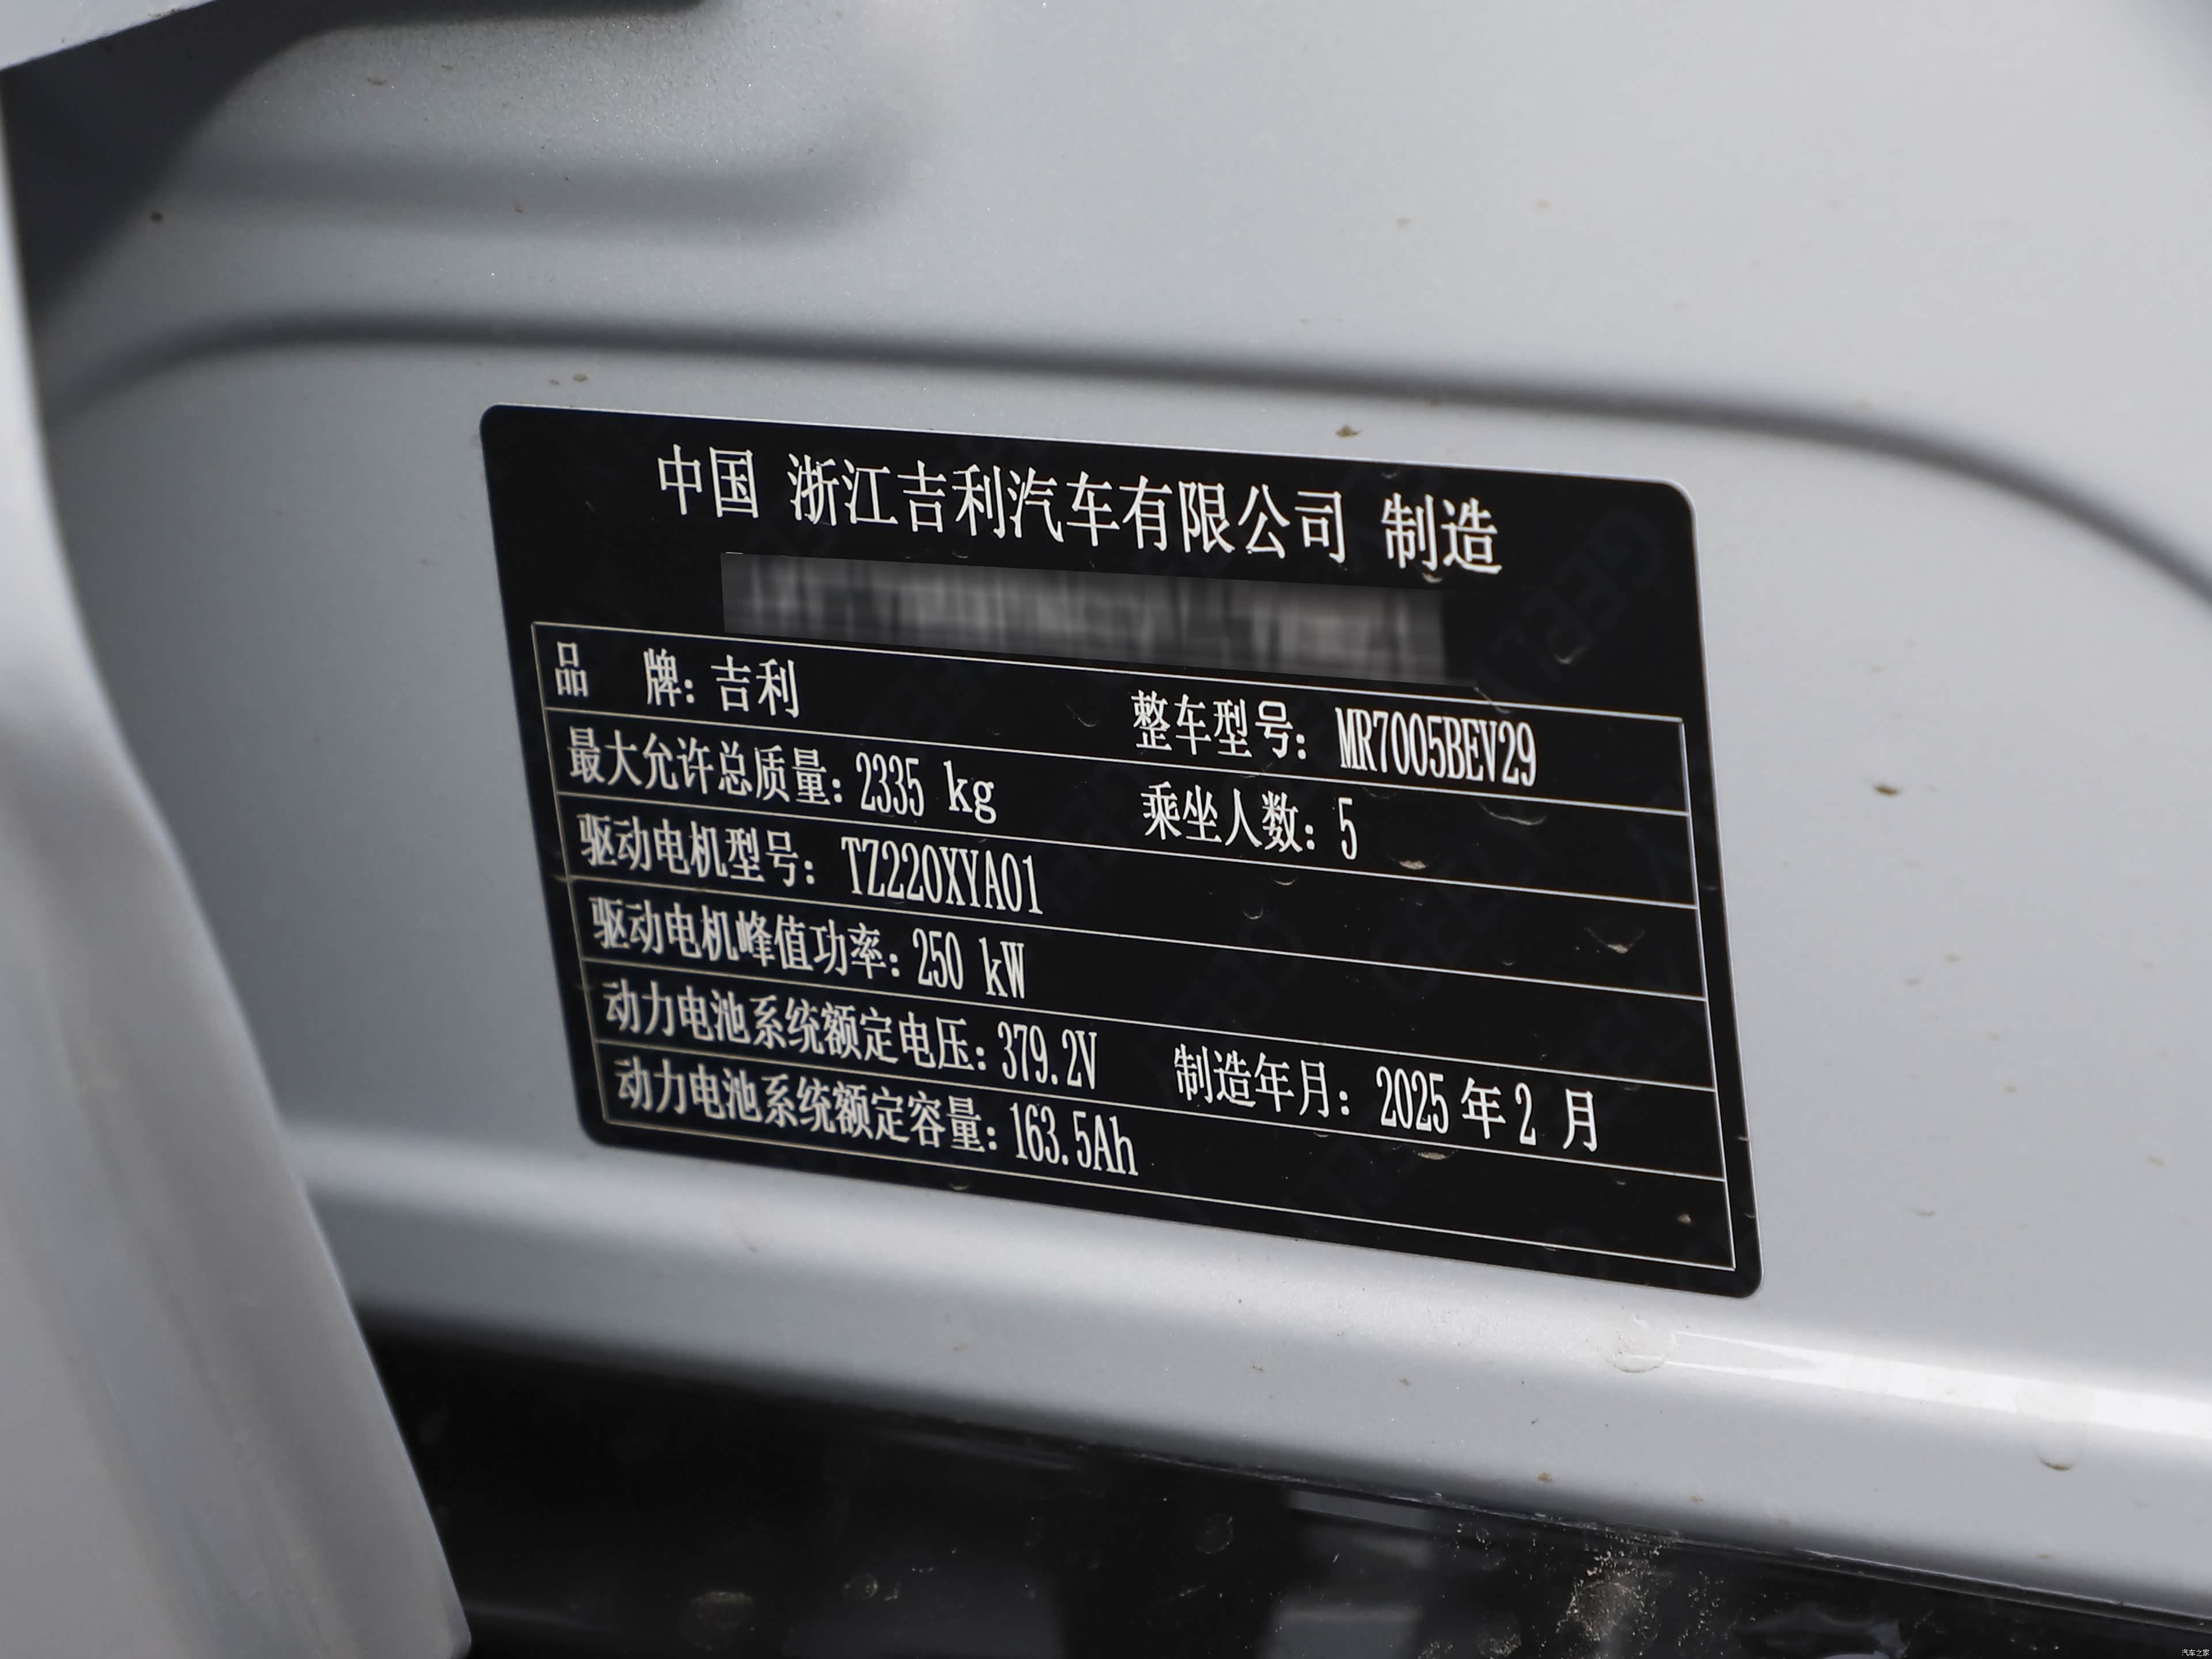 中国 浙江吉利汽车有限公司 制造
品 牌: 吉利 整车型号: MR7005BEV29
最大允许总质量: 2335 kg 乘坐人数: 5
驱动电机型号: TZ220XYA01
驱动电机峰值功率: 250 kW
动力电池系统额定电压: 379.2V 制造年月: 2025年2 月
动力电池系统额定容量: 163.5Ah
汽车之家